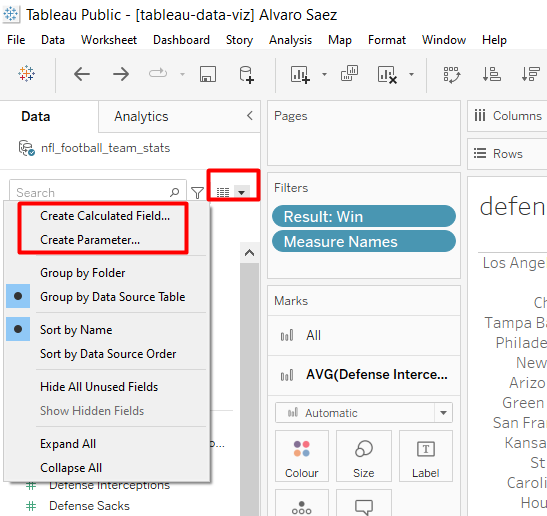 Tableau Public - [tableau-data-viz] Alvaro Saez
File Data Worksheet Dashboard Story Analysis Map Format Window Help
Data Analytics
nfl_football_team_stats
Search
Create Calculated Field...
Create Parameter...
Group by Folder
Group by Data Source Table
Sort by Name
Sort by Data Source Order
Hide All Unused Fields
Show Hidden Fields
Expand All
Collapse All
o...
Defense Interceptions
Defense Sacks
Pages
Filters
Result: Win
Measure Names
Marks
All
AVG(Defense Interce...
Automatic
Colour Size Label
Columns
Rows
defen
Los Ange
Ch
Tampa Ba
Philade
New
Arizo
Green
San Fran
Kansa
St
Caroli
Hou